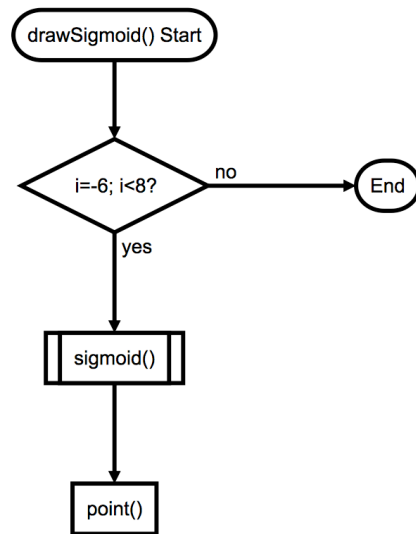 drawSigmoid() Start
i=-6; i<8?
no
End
yes
sigmoid()
point()